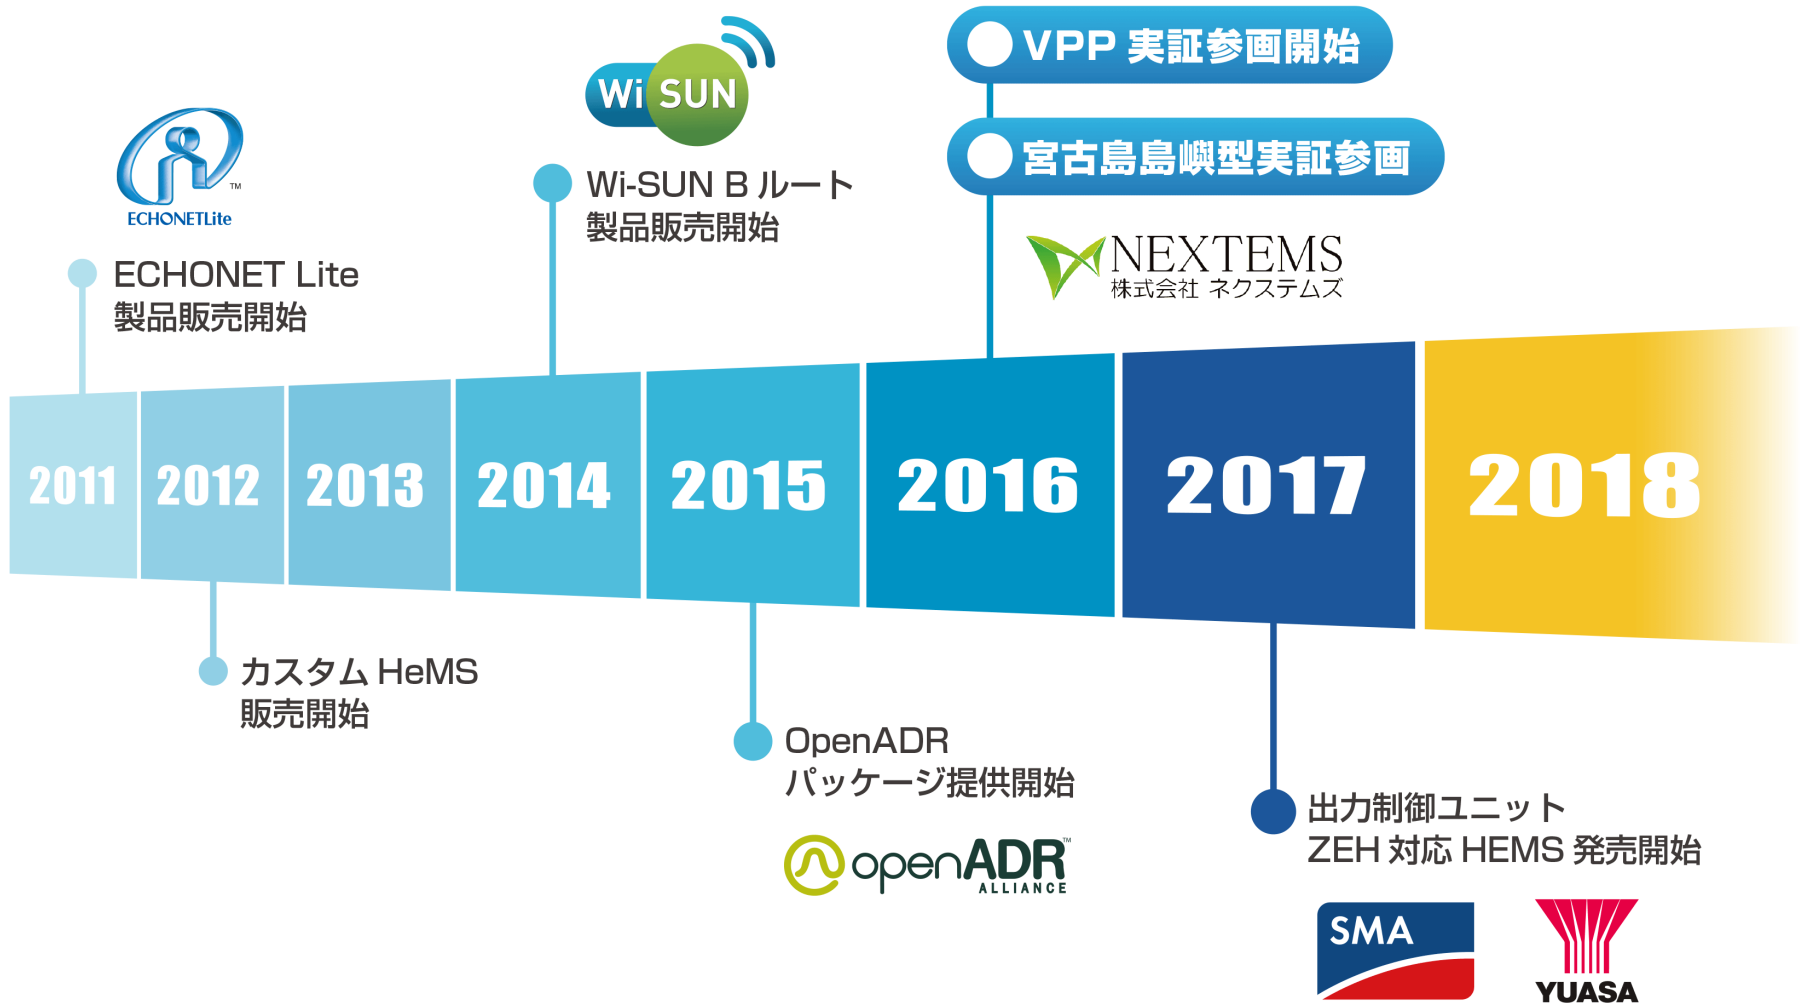 VPP 実証参画開始
宮古島島嶼型実証参画
NEXTEMS
株式会社 ネクステムズ
Wi SUN
Wi-SUN B ルート
製品販売開始
TM
ECHONETLite
ECHONET Lite
製品販売開始
2011
2012
2013
2014
2015
2016
2017
2018
カスタム HeMS
販売開始
OpenADR
パッケージ提供開始
openADR TM
ALLIANCE
出力制御ユニット
ZEH 対応 HEMS 発売開始
SMA
YUASA